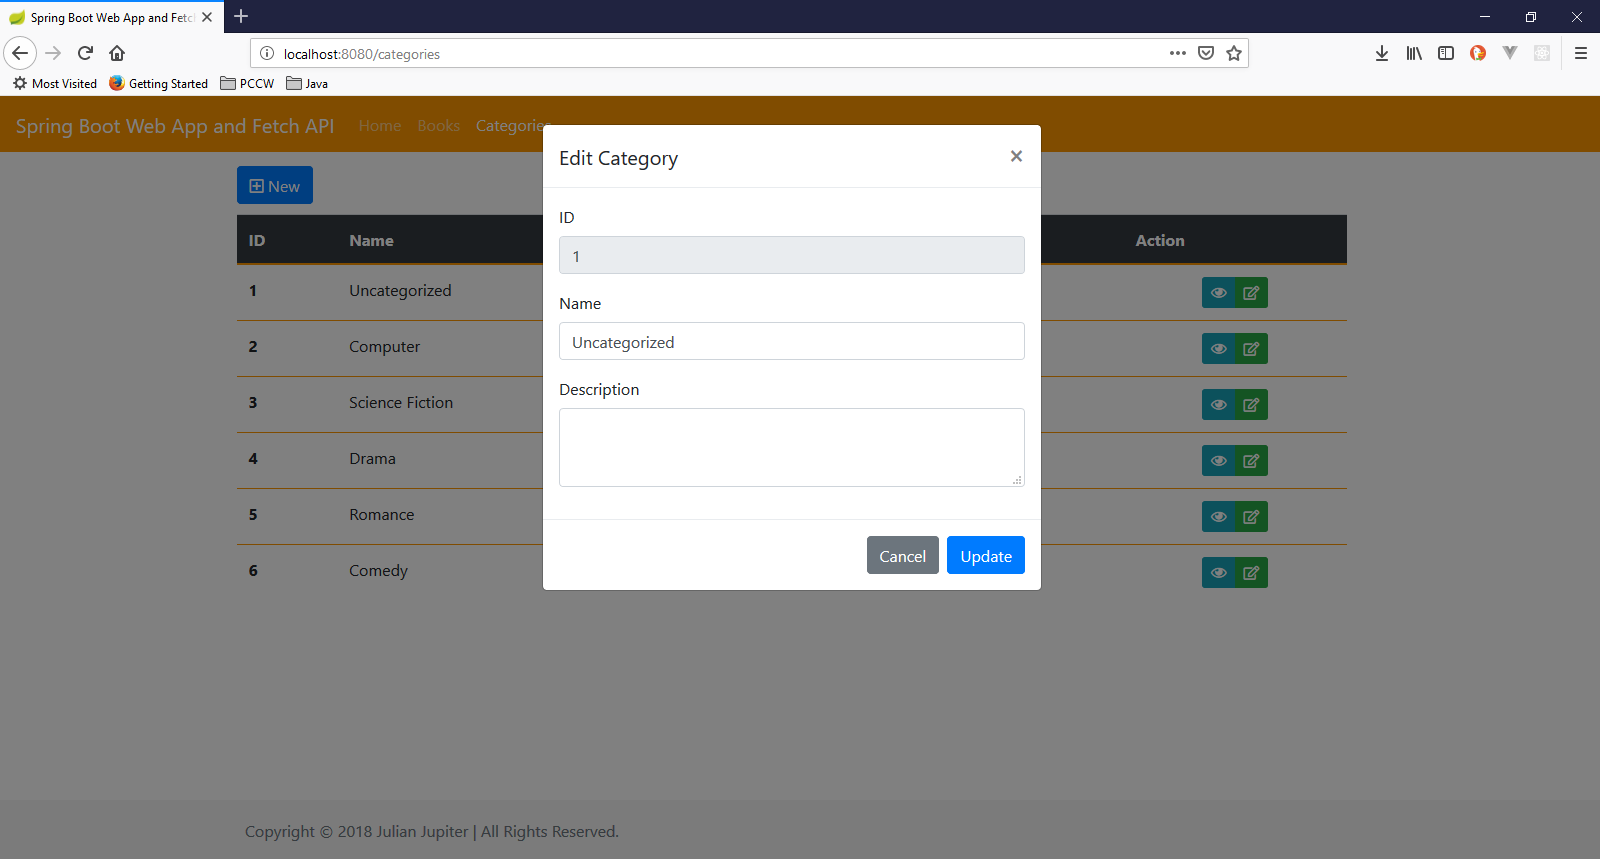 Spring Boot Web App and Fetc
localhost:8080/categories
Most Visited Getting Started PCCW Java
Spring Boot Web App and Fetch API Home Books Categories
New
ID Name Action
1 Uncategorized
2 Computer
3 Science Fiction
4 Drama
5 Romance
6 Comedy
Edit Category ×
ID
1
Name
Uncategorized
Description
Cancel Update
Copyright © 2018 Julian Jupiter | All Rights Reserved.